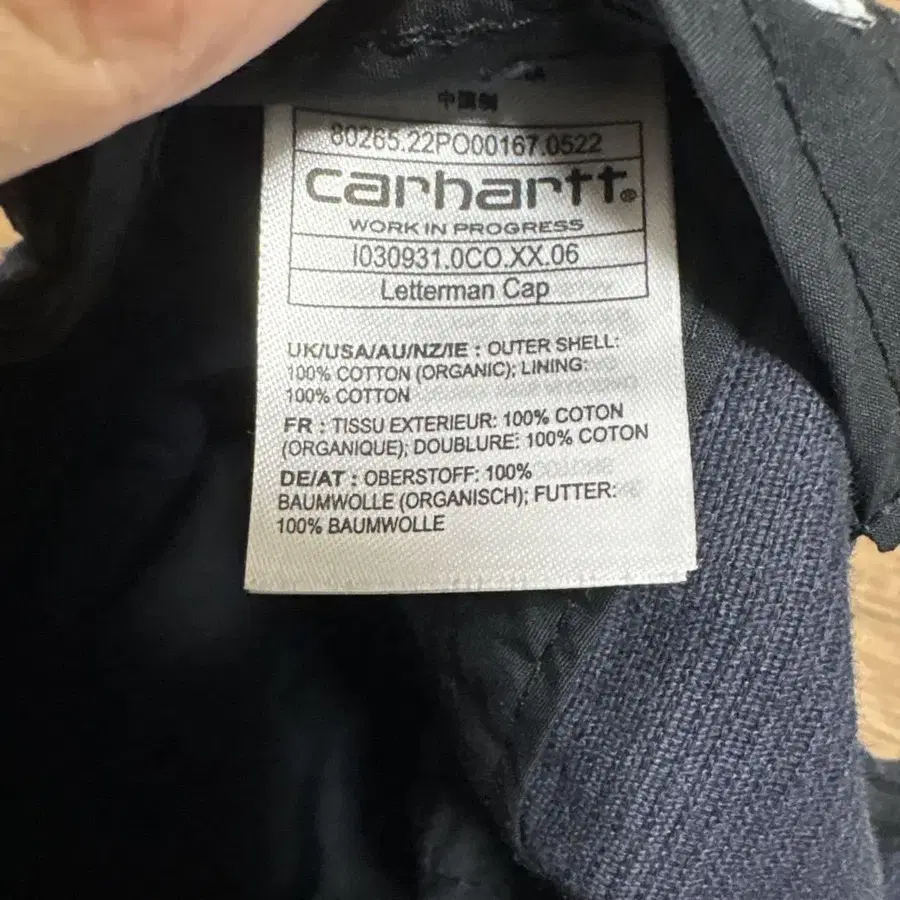 中國製
80265.22PO00167.0522
carhartt®
WORK IN PROGRESS
I030931.0CO.XX.06
Letterman Cap
UK/USA/AU/NZ/IE : OUTER SHELL:
100% COTTON (ORGANIC); LINING:
100% COTTON
FR : TISSU EXTERIEUR: 100% COTON
(ORGANIQUE); DOUBLURE: 100% COTON
DE/AT : OBERSTOFF: 100%
BAUMWOLLE (ORGANISCH); FUTTER:
100% BAUMWOLLE